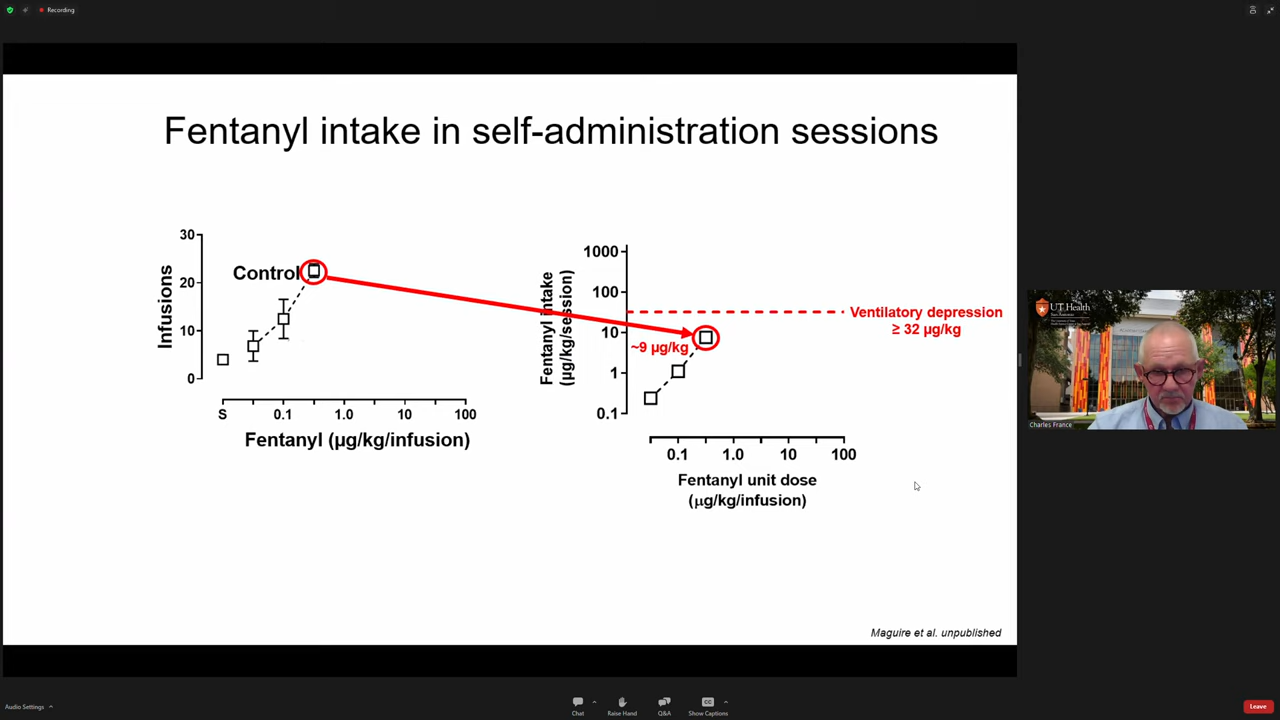 Recording
Fentanyl intake in self-administration sessions
30
20
10
0
Infusions
Control
S
0.1
1.0
10
100
Fentanyl (μg/kg/infusion)
1000
100
10
1
0.1
Fentanyl intake
(μg/kg/session)
~9 μg/kg
Ventilatory depression
≥ 32 μg/kg
0.1
1.0
10
100
Fentanyl unit dose
(μg/kg/infusion)
Maguire et al. unpublished
UT Health
San Antonio
Charles France
Audio Settings
Chat
Raise Hand
Q&A
CC
Show Captions
Leave